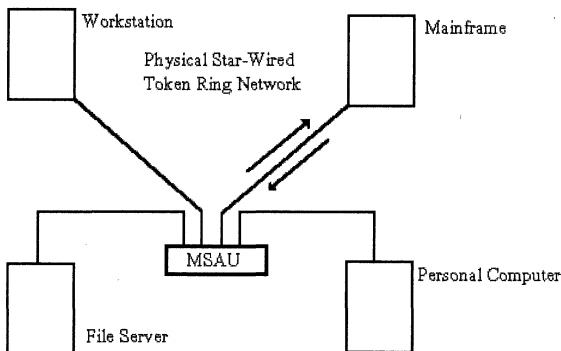 Workstation
Mainframe
Physical Star-Wired
Token Ring Network
MSAU
Personal Computer
File Server